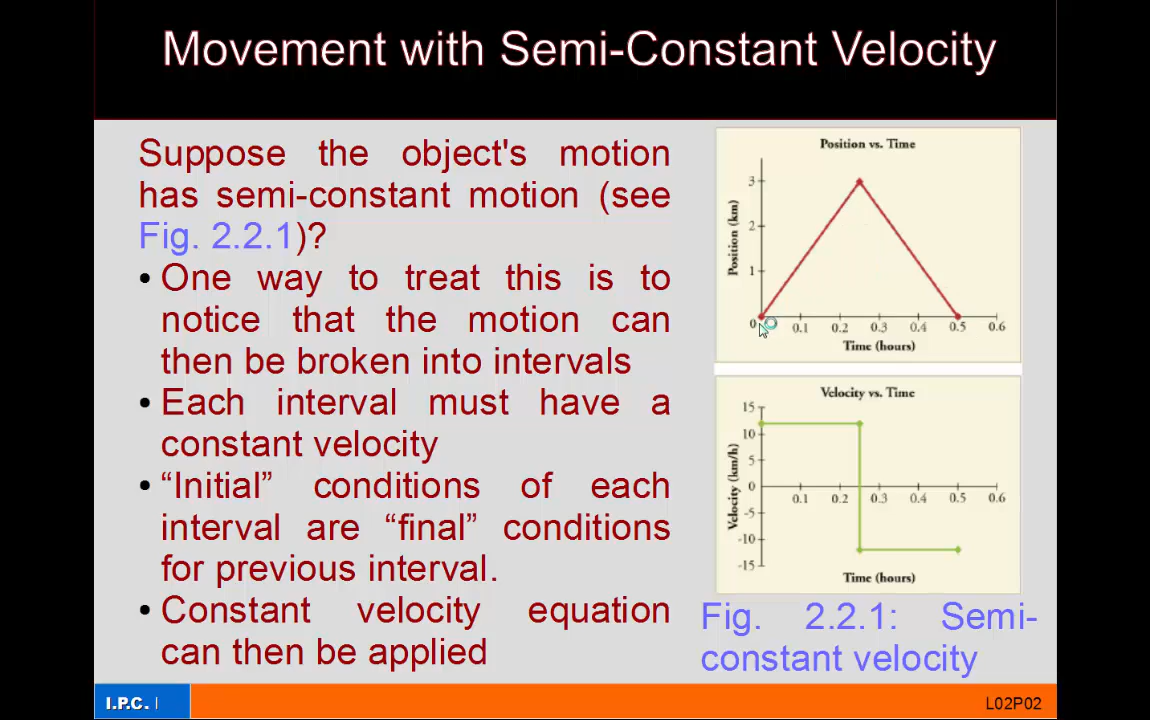 Movement with Semi-Constant Velocity
Suppose the object's motion
has semi-constant motion (see
Fig. 2.2.1)?
• One way to treat this is to
notice that the motion can
then be broken into intervals
• Each interval must have a
constant velocity
• “Initial” conditions of each
interval are “final” conditions
for previous interval.
• Constant velocity equation
can then be applied
Position vs. Time
Position (km)
3
2
1
0
0.1 0.2 0.3 0.4 0.5 0.6
Time (hours)
Velocity vs. Time
Velocity (km/h)
15
10
5
0
-5
-10
-15
0.1 0.2 0.3 0.4 0.5 0.6
Time (hours)
Fig. 2.2.1: Semi-
constant velocity
I.P.C. |
L02P02